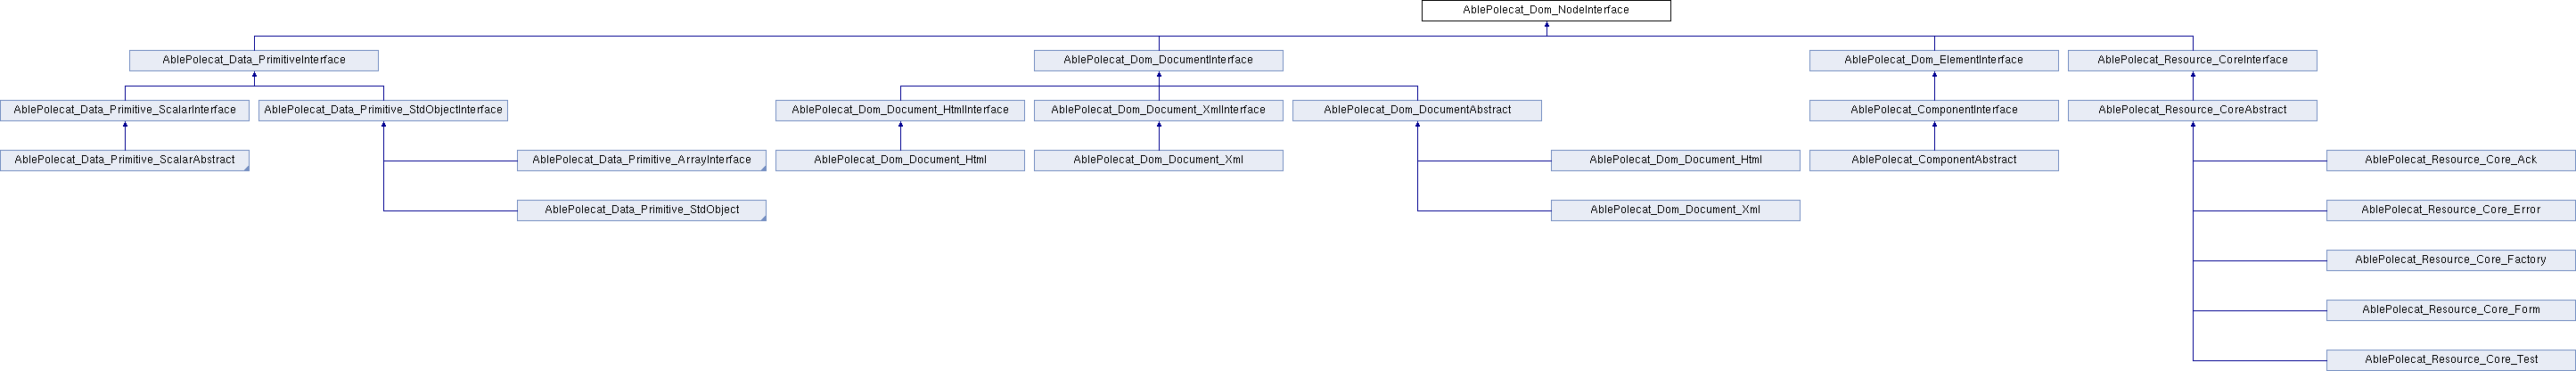 AblePolecat_Dom_NodeInterface
AblePolecat_Data_PrimitiveInterface
AblePolecat_Dom_DocumentInterface
AblePolecat_Dom_ElementInterface
AblePolecat_Resource_CoreInterface
AblePolecat_Data_Primitive_ScalarInterface
AblePolecat_Data_Primitive_StdObjectInterface
AblePolecat_Dom_Document_HtmlInterface
AblePolecat_Dom_Document_XmlInterface
AblePolecat_Dom_DocumentAbstract
AblePolecat_ComponentInterface
AblePolecat_Resource_CoreAbstract
AblePolecat_Data_Primitive_ScalarAbstract
AblePolecat_Data_Primitive_ArrayInterface
AblePolecat_Dom_Document_Html
AblePolecat_Dom_Document_Xml
AblePolecat_Dom_Document_Html
AblePolecat_ComponentAbstract
AblePolecat_Resource_Core_Ack
AblePolecat_Data_Primitive_StdObject
AblePolecat_Dom_Document_Xml
AblePolecat_Resource_Core_Error
AblePolecat_Resource_Core_Factory
AblePolecat_Resource_Core_Form
AblePolecat_Resource_Core_Test